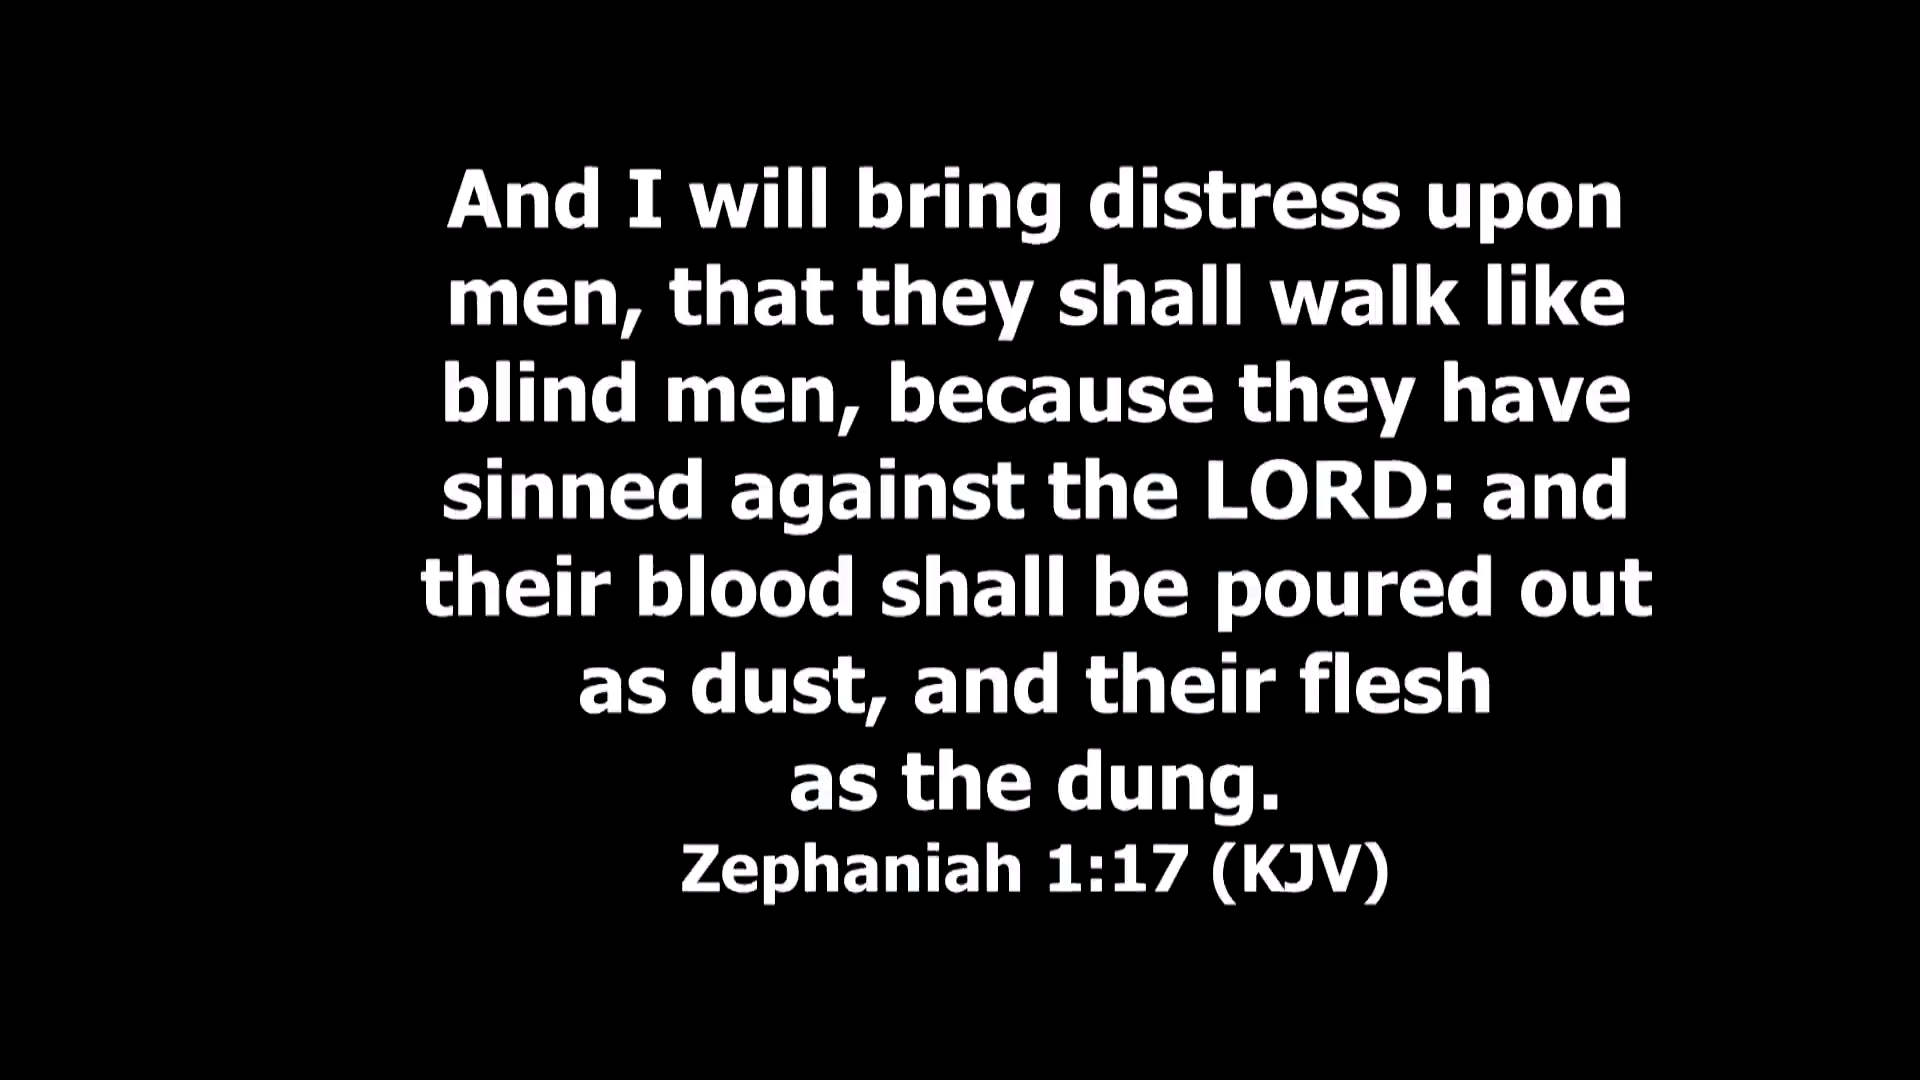 And I will bring distress upon
men, that they shall walk like
blind men, because they have
sinned against the LORD: and
their blood shall be poured out
as dust, and their flesh
as the dung.
Zephaniah 1:17 (KJV)